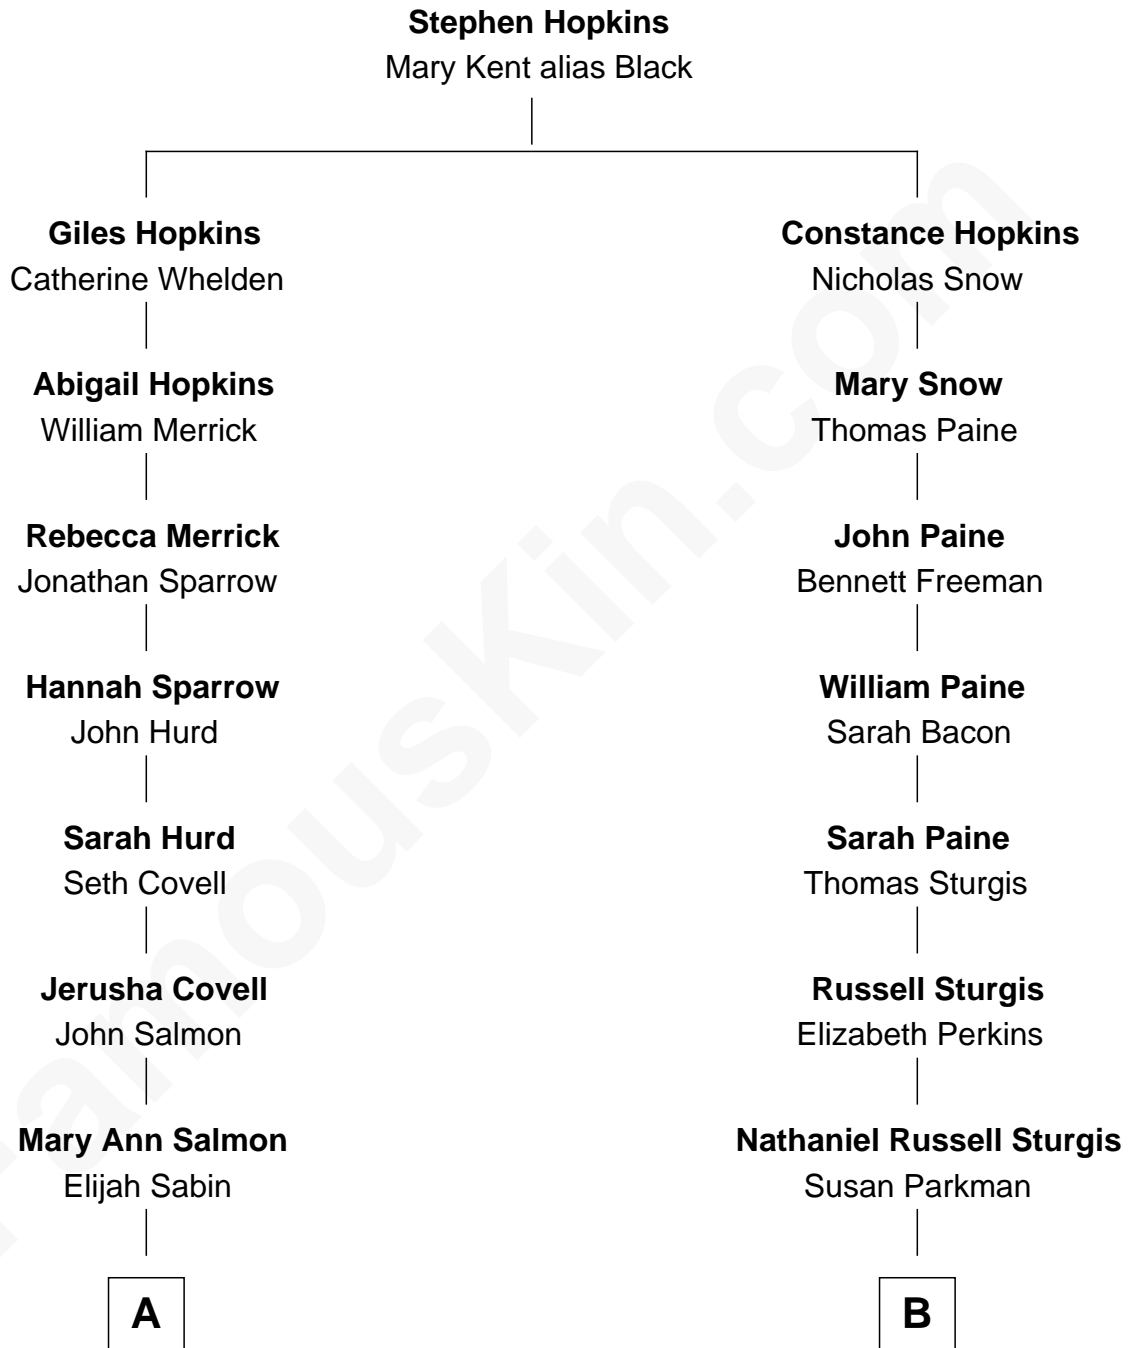 Stephen Hopkins
Mary Kent alias Black
Giles Hopkins
Catherine Whelden
Constance Hopkins
Nicholas Snow
Abigail Hopkins
William Merrick
Mary Snow
Thomas Paine
Rebecca Merrick
Jonathan Sparrow
John Paine
Bennett Freeman
Hannah Sparrow
John Hurd
William Paine
Sarah Bacon
Sarah Hurd
Seth Covell
Sarah Paine
Thomas Sturgis
Jerusha Covell
John Salmon
Russell Sturgis
Elizabeth Perkins
Mary Ann Salmon
Elijah Sabin
Nathaniel Russell Sturgis
Susan Parkman
A
B
FamousKin.com